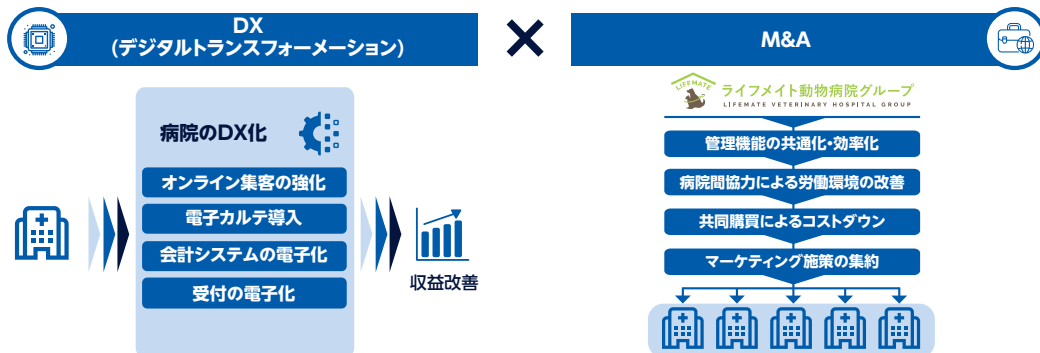 DX
(デジタルトランスフォーメーション)
病院のDX化
オンライン集客の強化
電子カルテ導入
会計システムの電子化
受付の電子化
収益改善
M&A
LIFEMATE
ライフメイト動物病院グループ
LIFEMATE VETERINARY HOSPITAL GROUP
管理機能の共通化・効率化
病院間協力による労働環境の改善
共同購買によるコストダウン
マーケティング施策の集約